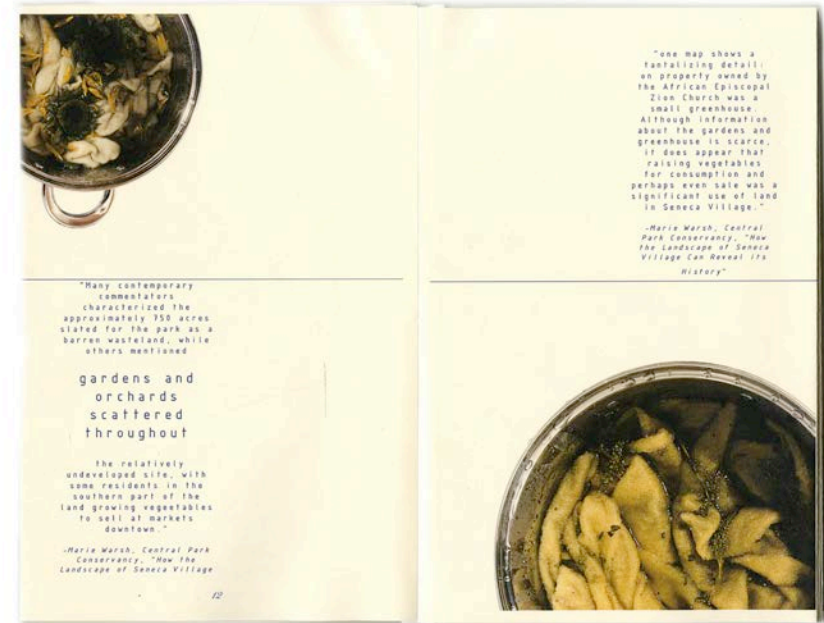 "Many contemporary
commentators
characterized the
approximately 750 acres
slated for the park as a
barren wasteland, while
others mentioned
gardens and
orchards
scattered
throughout
the relatively
undeveloped site, with
some residents in the
southern part of the
land growing vegeetables
to sell at markets
downtown."
-Marie Warsh, Central Park
Conservancy, "How the
Landscape of Seneca Village
12
"one map shows a
tantalizing detail:
on property owned by
the African Episcopal
Zion Church was a
small greenhouse.
Although information
about the gardens and
greenhouse is scarce,
it does appear that
raising vegetables
for consumption and
perhaps even sale was a
significant use of land
in Seneca Village."
-Marie Warsh, Central
Park Conservancy, "How
the Landscape of Seneca
Village Can Reveal its
History"